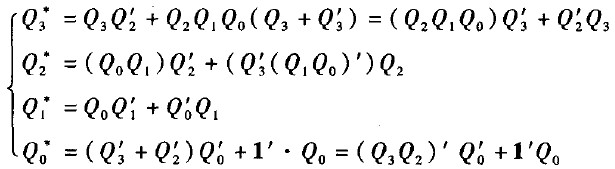 Q₃* = Q₃Q₂′ + Q₂Q₁Q₀(Q₃ + Q₃′) = (Q₂Q₁Q₀)Q₃′ + Q₂′Q₃
Q₂* = (Q₀Q₁)Q₂′ + (Q₃′(Q₁Q₀)′)Q₂
Q₁* = Q₀Q₁′ + Q₀′Q₁
Q₀* = (Q₃′ + Q₂′)Q₀′ + 1′ · Q₀ = (Q₃Q₂)′ Q₀′ + 1′Q₀